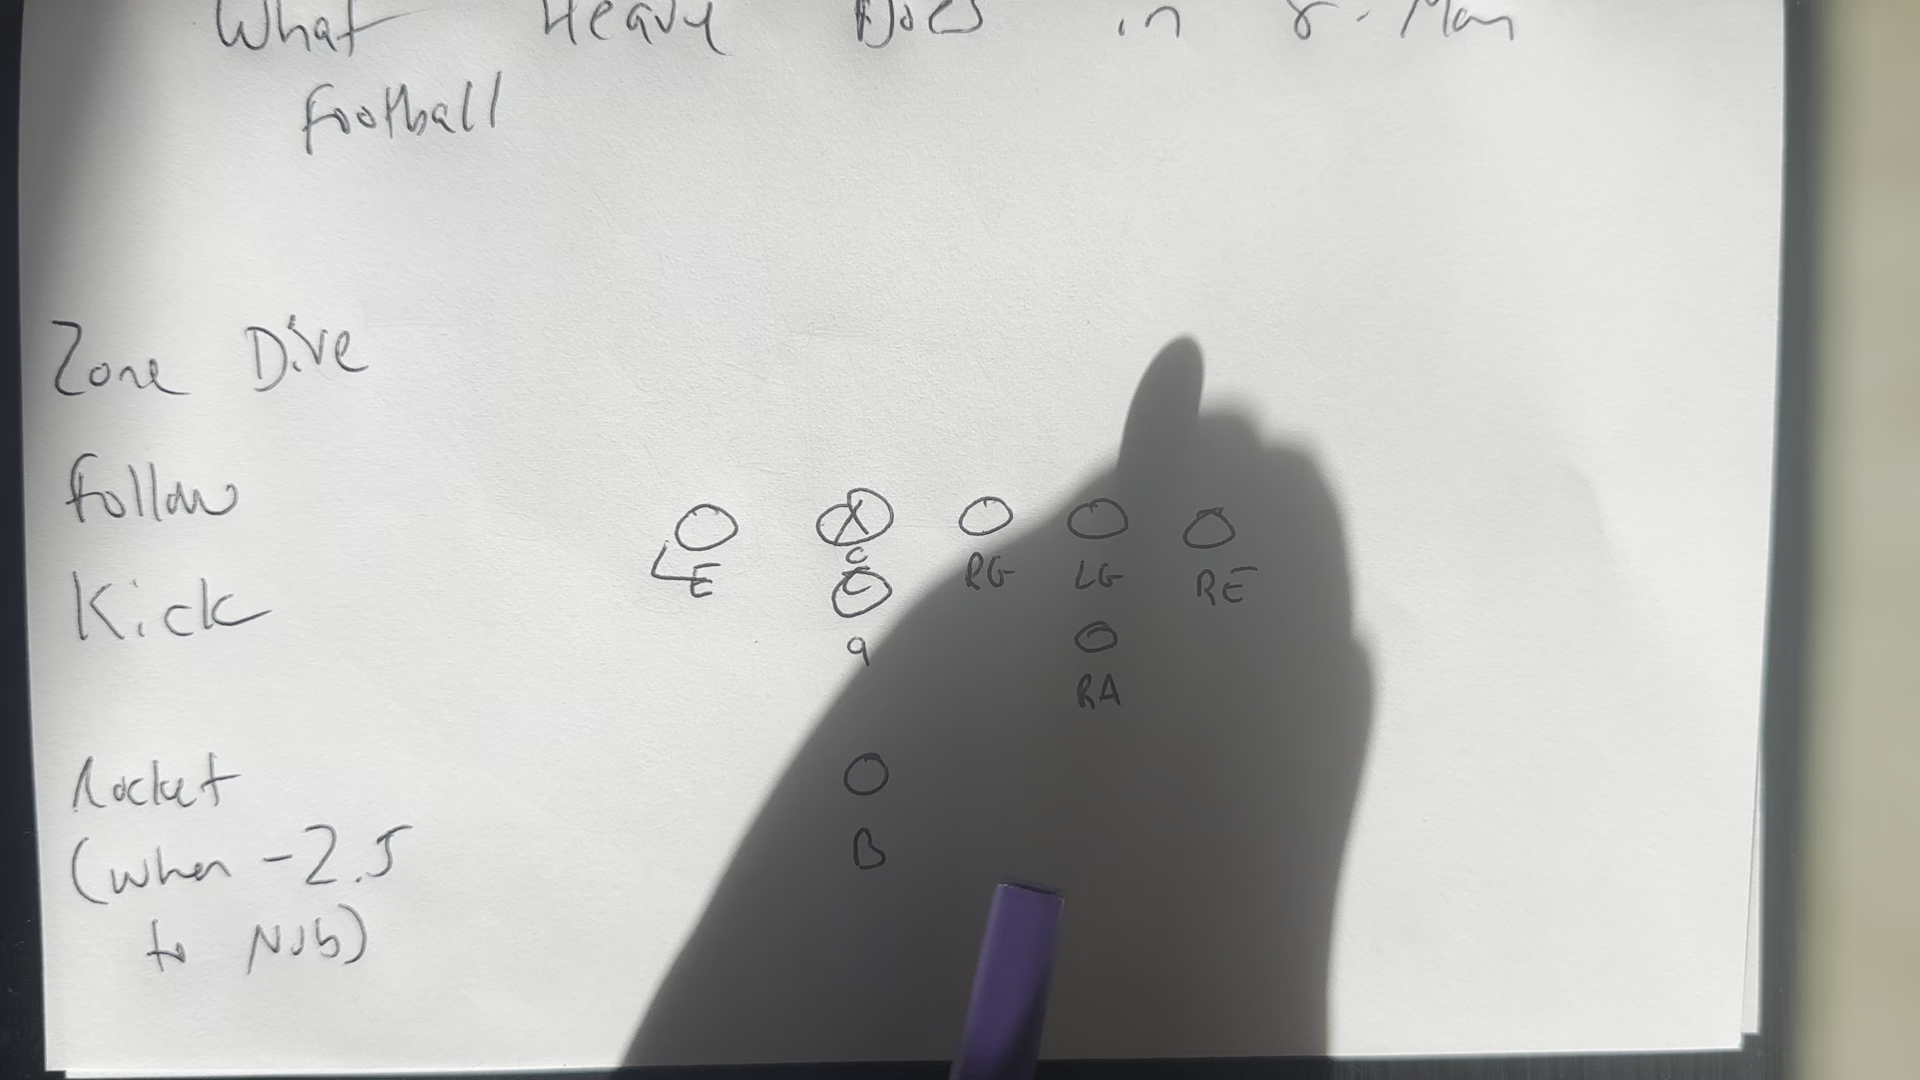 What Heavy Does in 8-Man
Football
Zone Dive
Follow
Kick
Rocket
(when -2.5
to Nub)
C
LE
RG
LG
RE
q
RA
B